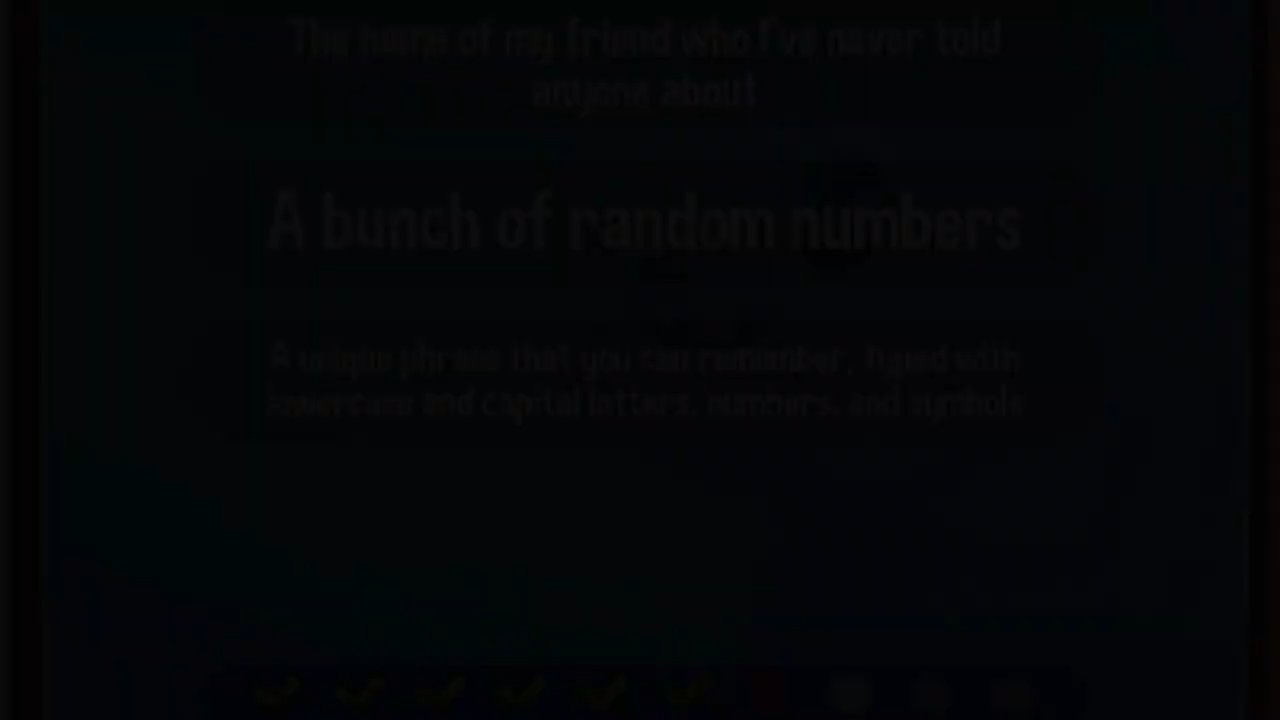 The name of my friend who I've never told
anyone about
A bunch of random numbers
A unique phrase that you can remember, typed with
lowercase and capital letters, numbers, and symbols